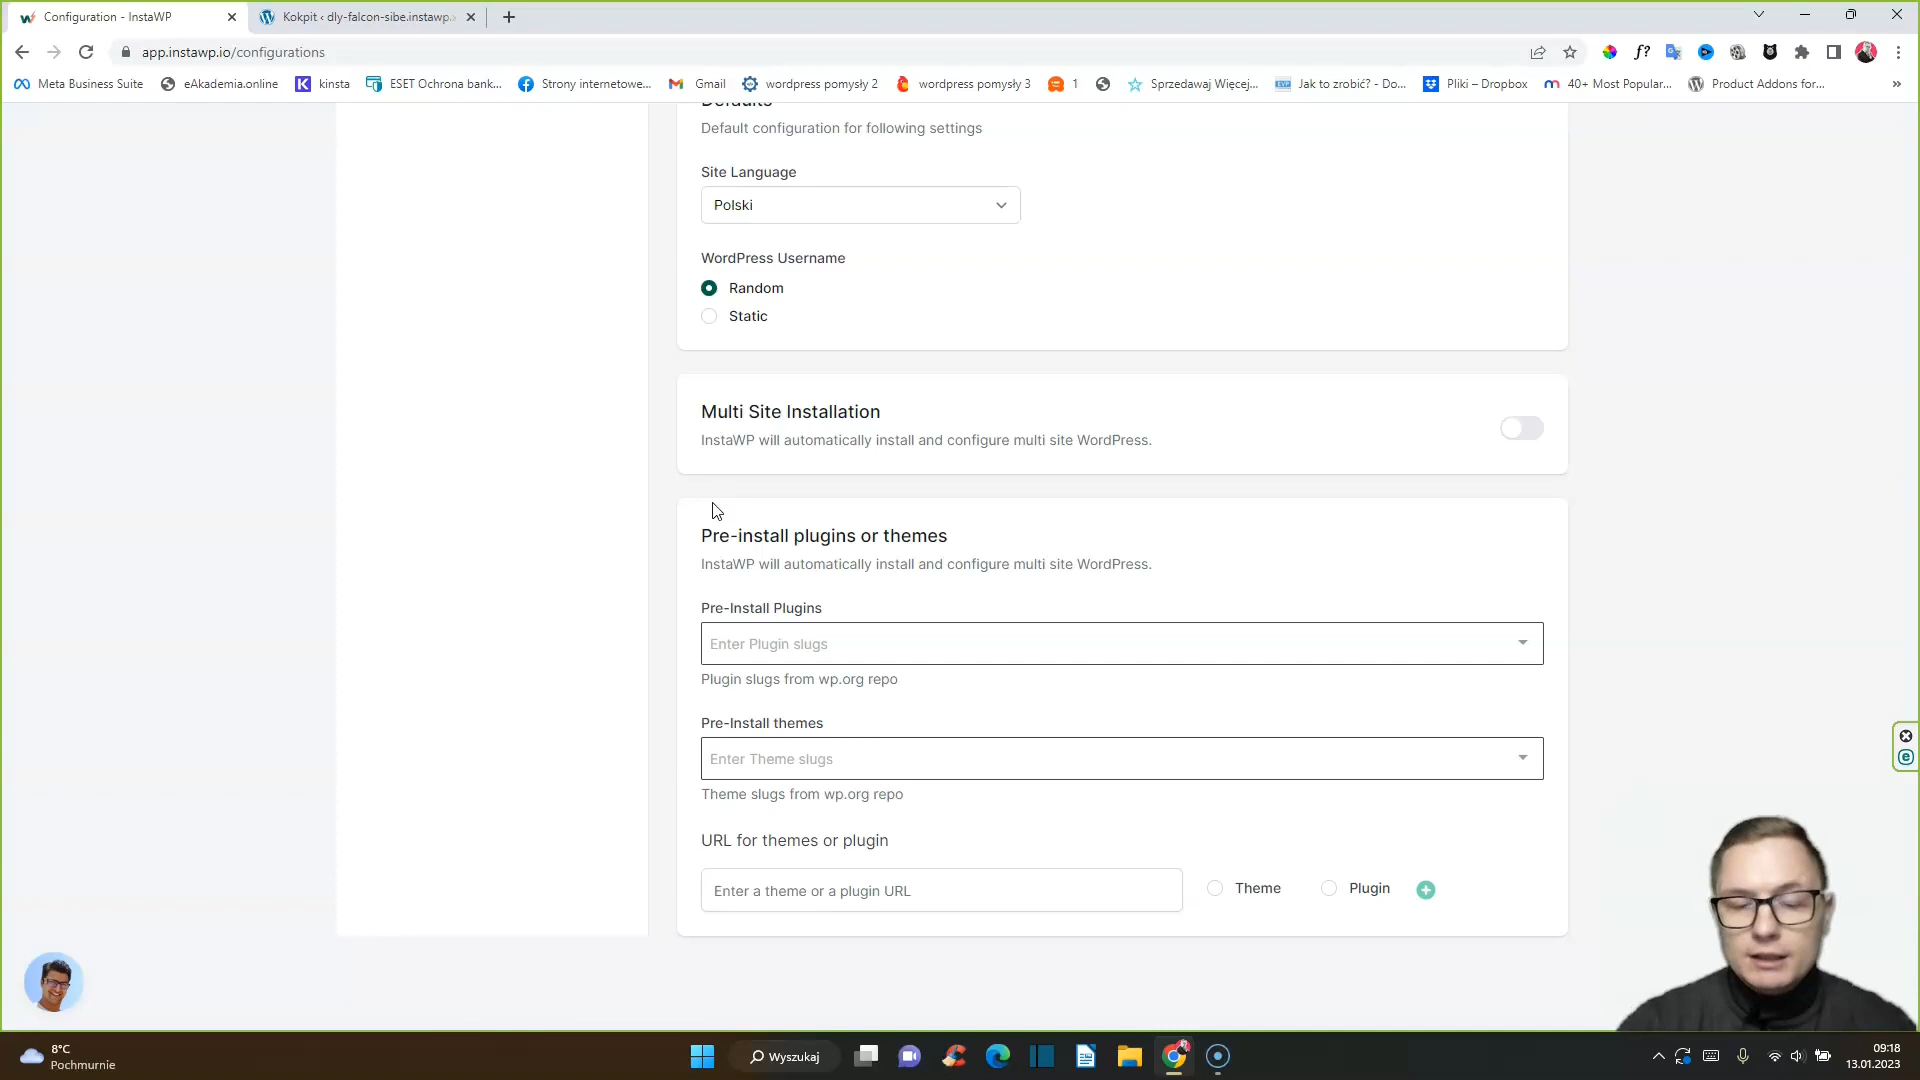 Configuration - InstaWP
Kokpit ‹ dly-falcon-sibe.instawp.
app.instawp.io/configurations
Meta Business Suite
eAkademia.online
kinsta
ESET Ochrona bank...
Strony internetowe...
Gmail
wordpress pomysły 2
wordpress pomysły 3
1
Sprzedawaj Więcej,...
Jak to zrobić? - Do...
Pliki – Dropbox
40+ Most Popular...
Product Addons for...
»
Defaults
Default configuration for following settings
Site Language
Polski
WordPress Username
Random
Static
Multi Site Installation
InstaWP will automatically install and configure multi site WordPress.
Pre-install plugins or themes
InstaWP will automatically install and configure multi site WordPress.
Pre-Install Plugins
Enter Plugin slugs
Plugin slugs from wp.org repo
Pre-Install themes
Enter Theme slugs
Theme slugs from wp.org repo
URL for themes or plugin
Enter a theme or a plugin URL
Theme
Plugin
8°C
Pochmurnie
Wyszukaj
09:18
13.01.2023